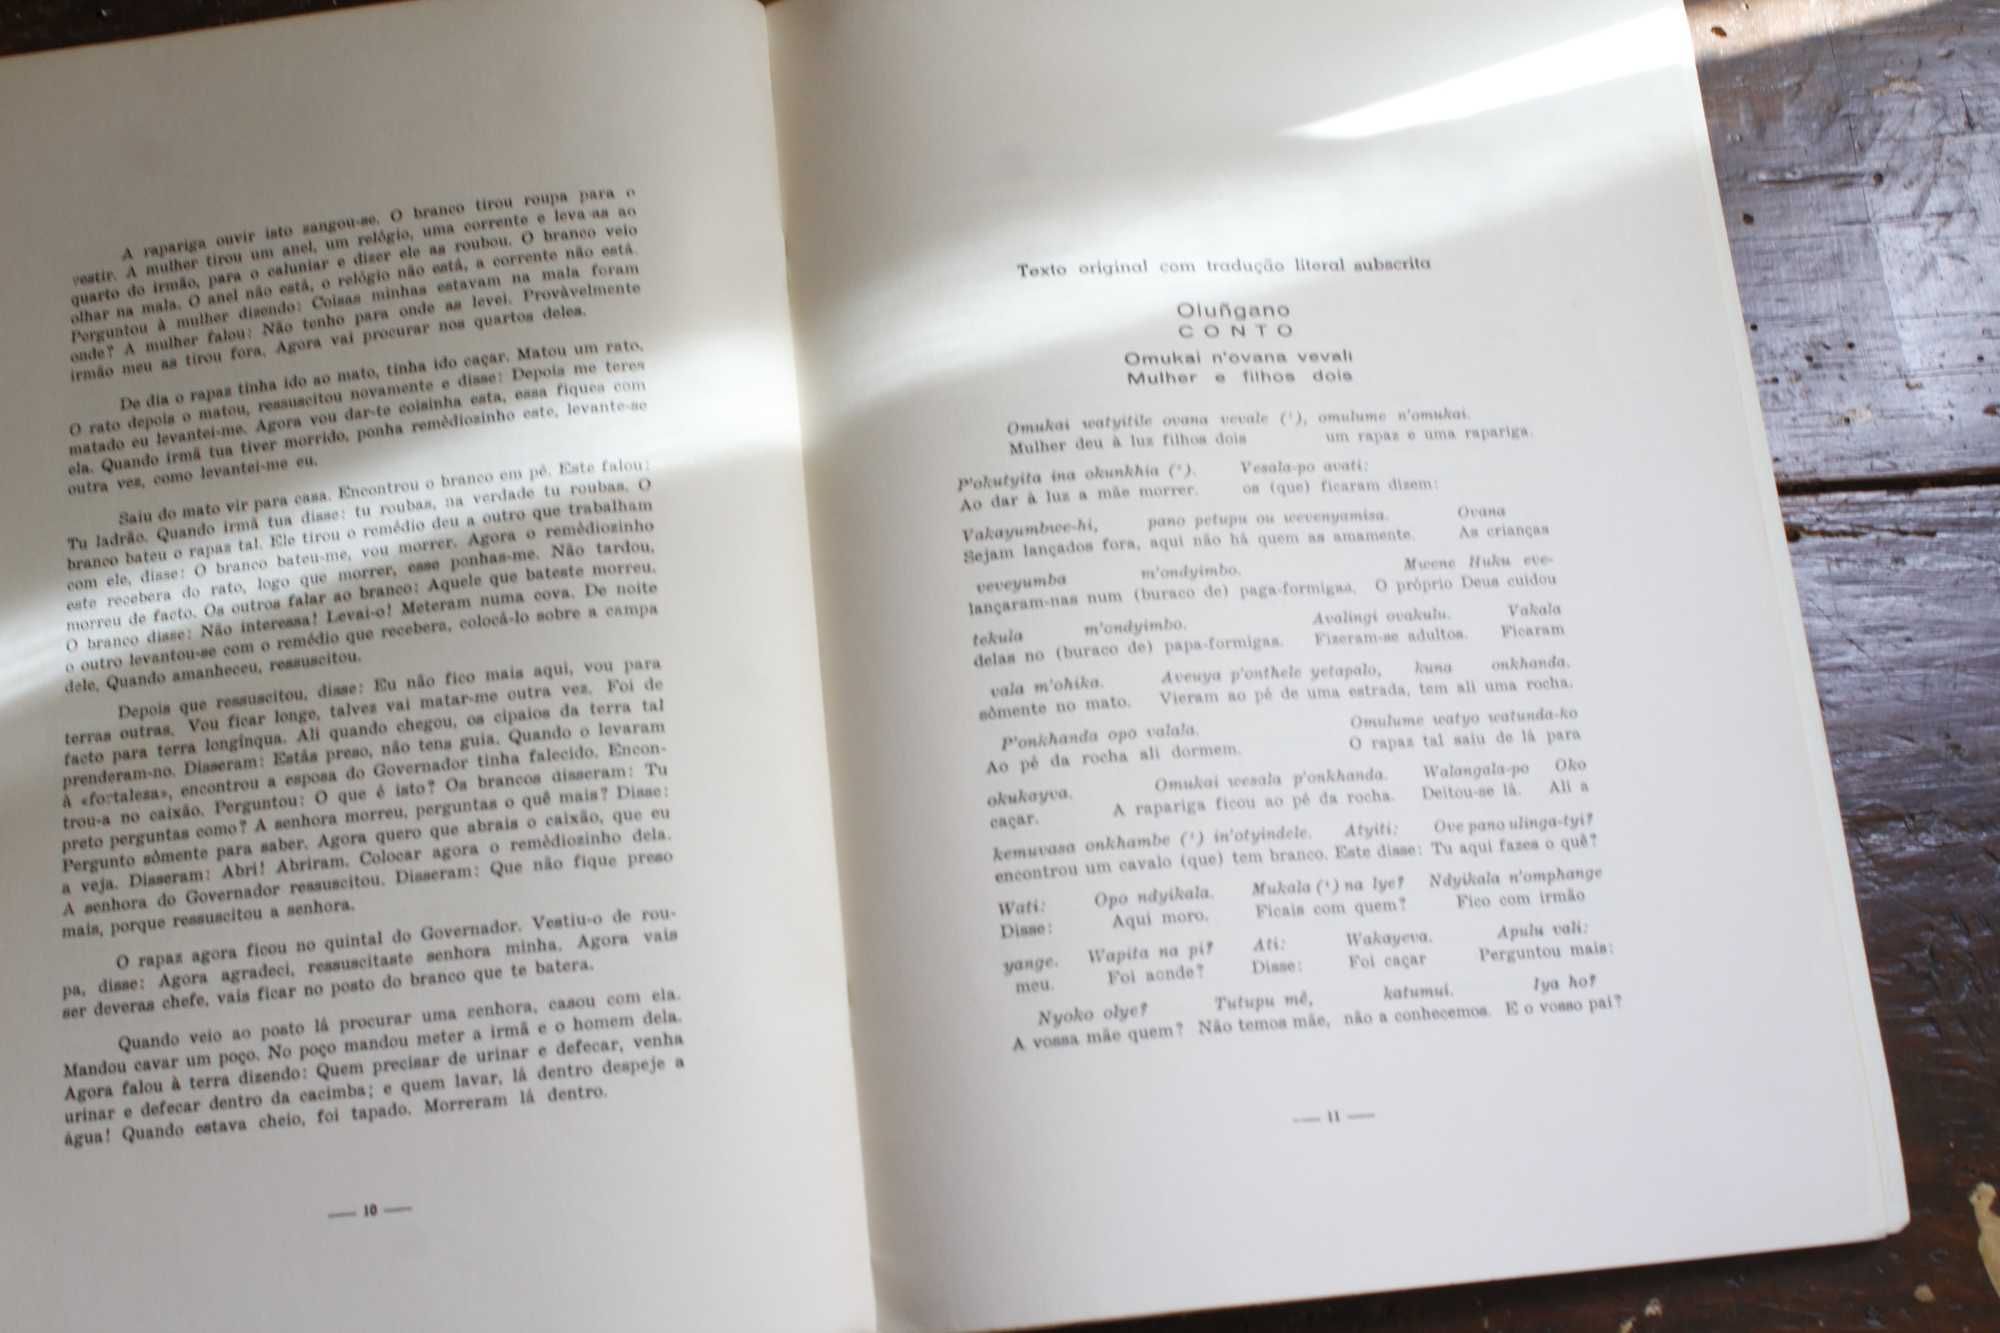 A rapariga ouvir isto zangou-se. O branco tirou roupa para o
vestir. A mulher tirou um anel, um relógio, uma corrente e leva-as ao
quarto do irmão, para o caluniar e dizer ele as roubou. O branco veio
olhar na mala. O anel não está, o relógio não está, a corrente não está.
Perguntou à mulher dizendo: Coisas minhas estavam na mala foram
onde? A mulher falou: Não tenho para onde as levei. Provàvelmente
irmão meu as tirou fora. Agora vai procurar nos quartos deles.
De dia o rapaz tinha ido ao mato, tinha ido caçar. Matou um rato.
O rato depois o matou, ressuscitou novamente e disse: Depois me teres
matado eu levantei-me. Agora vou dar-te coisinha esta, essa fiques com
ela. Quando irmã tua tiver morrido, ponha remèdiozinho este, levante-se
outra vez, como levantei-me eu.
Saiu do mato vir para casa. Encontrou o branco em pé. Este falou:
Tu ladrão. Quando irmã tua disse: tu roubas, na verdade tu roubas. O
branco bateu o rapaz tal. Ele tirou o remédio deu a outro que trabalham
com ele, disse: O branco bateu-me, vou morrer. Agora o remèdiozinho
este recebera do rato, logo que morrer, esse ponhas-me. Não tardou,
morreu de facto. Os outros falar ao branco: Aquele que bateste morreu.
O branco disse: Não interessa! Levai-o! Meteram numa cova. De noite
o outro levantou-se com o remédio que recebera, colocá-lo sobre a campa
dele. Quando amanheceu, ressuscitou.
Depois que ressuscitou, disse: Eu não fico mais aqui, vou para
terras outras. Vou ficar longe, talvez vai matar-me outra vez. Foi de
facto para terra longínqua. Ali quando chegou, os cipaios da terra tal
prenderam-no. Disseram: Estás preso, não tens guia. Quando o levaram
à «fortaleza», encontrou a esposa do Governador tinha falecido. Encon-
trou-a no caixão. Perguntou: O que é isto? Os brancos disseram: Tu
preto perguntas como? A senhora morreu, perguntas o quê mais? Disse:
Pergunto sòmente para saber. Agora quero que abrais o caixão, que eu
a veja. Disseram: Abri! Abriram. Colocar agora o remèdiozinho dela.
A senhora do Governador ressuscitou. Disseram: Que não fique preso
mais, porque ressuscitou a senhora.
O rapaz agora ficou no quintal do Governador. Vestiu-o de rou-
pa, disse: Agora agradeci, ressuscitaste senhora minha. Agora vais
ser deveras chefe, vais ficar no posto do branco que te batera.
Quando veio ao posto lá procurar uma senhora, casou com ela.
Mandou cavar um poço. No poço mandou meter a irmã e o homem dela.
Agora falou à terra dizendo: Quem precisar de urinar e defecar, venha
urinar e defecar dentro da cacimba; e quem lavar, lá dentro despeje a
água! Quando estava cheio, foi tapado. Morreram lá dentro.
— 10 —
Texto original com tradução literal subscrita
Oluñgano
CONTO
Omukai n'ovana vevali
Mulher e filhos dois
Omukai watyitile ovana vevale (¹), omulume n'omukai.
Mulher deu à luz filhos dois um rapaz e uma rapariga.
P'okutyita ina okunkhia (²). Vesala-po avati:
Ao dar à luz a mãe morrer. os (que) ficaram dizem:
Vakayumbwe-hi, pano petupu ou wevenyamisa. Ovana
Sejam lançados fora, aqui não há quem as amamente. As crianças
veveyumba m'ondyimbo. Mwene Huku eve-
lançaram-nas num (buraco de) paga-formigas. O próprio Deus cuidou
tekula m'ondyimbo. Avalingi ovakulu. Vakala
delas no (buraco de) papa-formigas. Fizeram-se adultos. Ficaram
vala m'ohika. Aveuya p'onthele yetapalo, kuna onkhanda.
sòmente no mato. Vieram ao pé de uma estrada, tem ali uma rocha.
P'onkhanda opo valala. Omulume watyo watunda-ko
Ao pé da rocha ali dormem. O rapaz tal saiu de lá para
okukayva. Omukai wesala p'onkhanda. Walangala-po Oko
caçar. A rapariga ficou ao pé da rocha. Deitou-se lá. Ali a
kemuvasa onkhambe (³) in'otyindele. Atyiti: Ove pano ulinga-tyi?
encontrou um cavalo (que) tem branco. Este disse: Tu aqui fazes o quê?
Wati: Opo ndyikala. Mukala (⁴) na lye? Ndyikala n'omphange
Disse: Aqui moro. Ficais com quem? Fico com irmão
yange. Wapita na pi? Ati: Wakayeva. Apulu vali:
meu. Foi aonde? Disse: Foi caçar Perguntou mais:
Nyoko olye? Tutupu mê, katumui. Iya ho?
A vossa mãe quem? Não temos mãe, não a conhecemos. E o vosso pai?
— 11 —